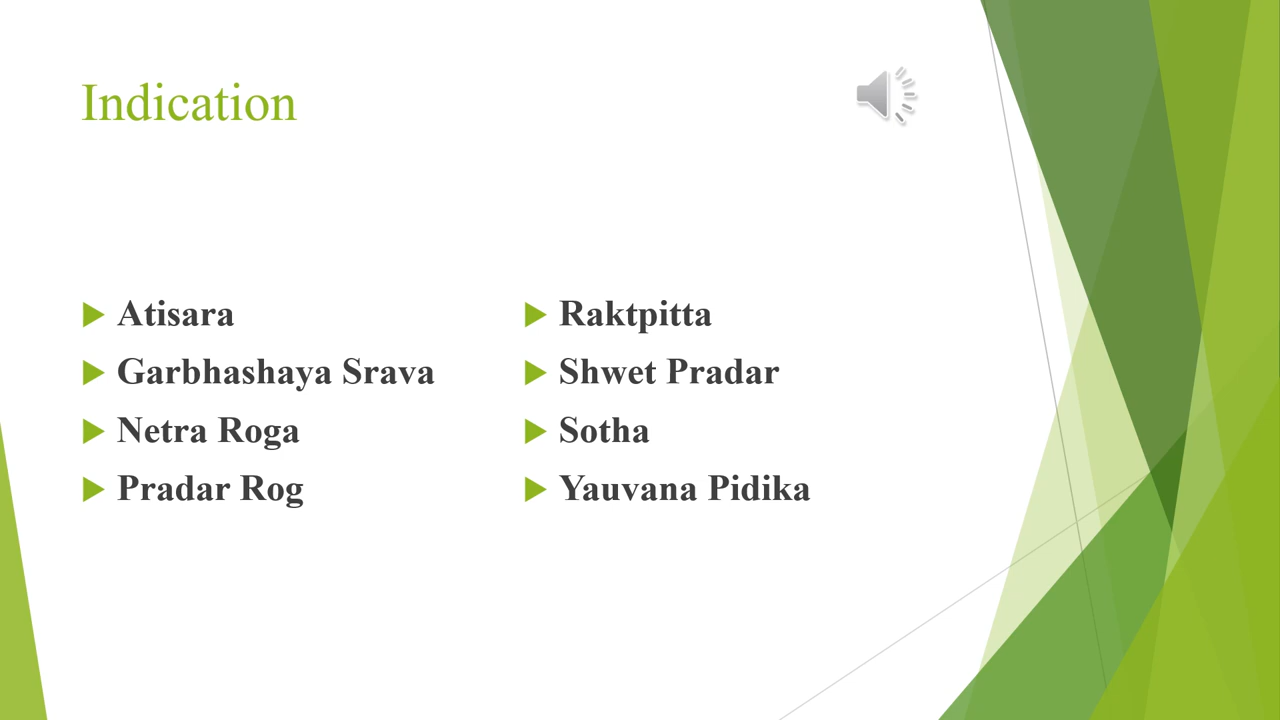 Indication
Atisara
Garbhashaya Srava
Netra Roga
Pradar Rog
Raktpitta
Shwet Pradar
Sotha
Yauvana Pidika